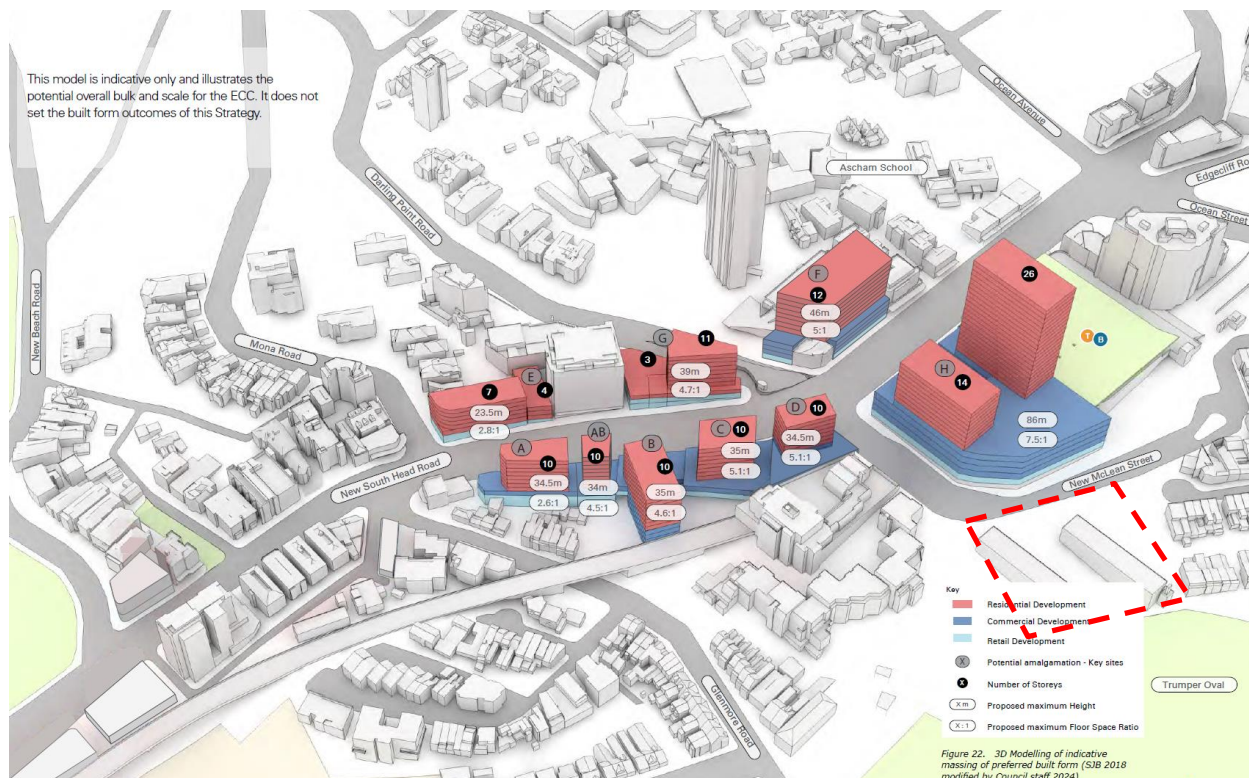 This model is indicative only and illustrates the
potential overall bulk and scale for the ECC. It does not
set the built form outcomes of this Strategy.
Ocean Avenue
Edgecliff Ro
Ocean Street
Ascham School
Darling Point Road
New Beach Road
Mona Road
New South Head Road
Glenmore Road
New McLean Street
Trumper Oval
F
12
46m
5:1
26
T
B
H
14
86m
7.5:1
G
11
3
39m
4.7:1
E
7
4
23.5m
2.8:1
D
10
34.5m
5.1:1
C
10
35m
5.1:1
AB
10
34m
4.5:1
B
10
35m
4.6:1
A
10
34.5m
2.6:1
Key
Residential Development
Commercial Development
Retail Development
X Potential amalgamation - Key sites
X Number of Storeys
X m Proposed maximum Height
X : 1 Proposed maximum Floor Space Ratio
Figure 22. 3D Modelling of indicative
massing of preferred built form (SJB 2018
modified by Council staff 2024)